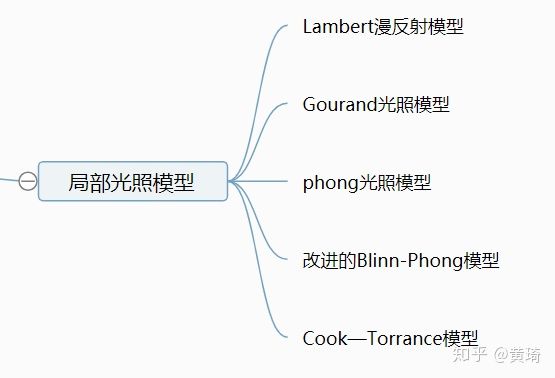 Lambert漫反射模型
Gourand光照模型
局部光照模型
phong光照模型
改进的Blinn-Phong模型
Cook—Torrance模型
知乎 @黄琦